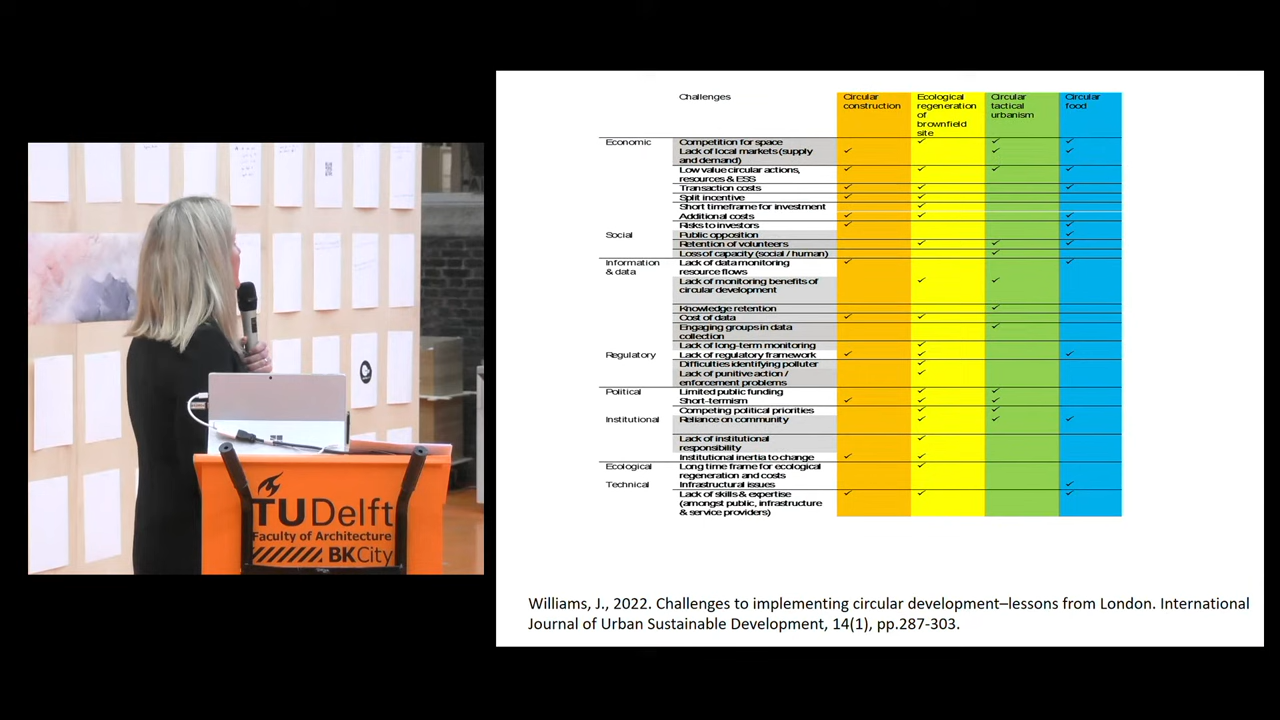 Challenges
Circular construction
Ecological regeneration of brownfield site
Circular tactical urbanism
Circular food
Economic
Competition for space ✓ ✓ ✓
Lack of local markets (supply and demand) ✓ ✓ ✓
Low value circular actions, resources & ESS ✓ ✓ ✓ ✓
Transaction costs ✓ ✓ ✓
Split incentive ✓ ✓
Short timeframe for investment ✓
Additional costs ✓ ✓ ✓
Risks to investors ✓ ✓
Social
Public opposition ✓
Retention of volunteers ✓ ✓ ✓
Loss of capacity (social / human) ✓
Information & data
Lack of data monitoring resource flows ✓ ✓
Lack of monitoring benefits of circular development ✓ ✓
Knowledge retention ✓
Cost of data ✓ ✓
Engaging groups in data collection ✓
Lack of long-term monitoring ✓
Regulatory
Lack of regulatory framework ✓ ✓ ✓
Difficulties identifying polluter ✓
Lack of punitive action / enforcement problems ✓
Political
Limited public funding ✓ ✓
Short-termism ✓ ✓ ✓
Competing political priorities ✓ ✓
Institutional
Reliance on community ✓ ✓ ✓
Lack of institutional responsibility ✓
Institutional inertia to change ✓ ✓
Ecological
Long time frame for ecological regeneration and costs ✓
Technical
Infrastructural issues ✓
Lack of skills & expertise (amongst public, infrastructure & service providers) ✓ ✓ ✓
Williams, J., 2022. Challenges to implementing circular development–lessons from London. International
Journal of Urban Sustainable Development, 14(1), pp.287-303.
TUDelft
Faculty of Architecture
BKCity